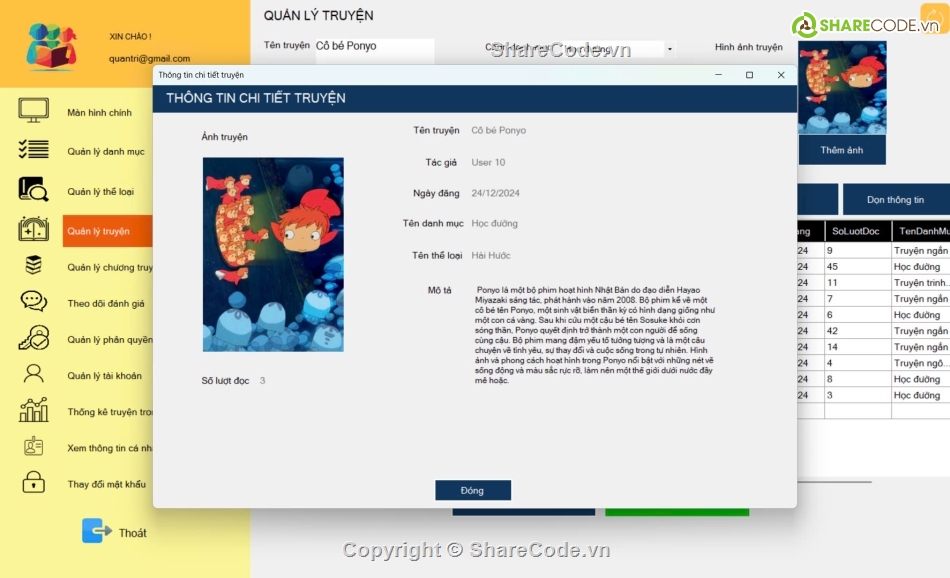 QUẢN LÝ TRUYỆN
SHARECODE.vn
XIN CHÀO !
quantri@gmail.com
Tên truyện Cô bé Ponyo
Hình ảnh truyện
ShareCode.vn
Màn hình chính
Quản lý danh mục
Quản lý thể loại
Quản lý truyện
Quản lý chương truy
Theo dõi đánh giá
Quản lý phân quyền
Quản lý tài khoản
Thống kê truyện tro
Xem thông tin cá nh
Thay đổi mật khẩu
Thoát
Thông tin chi tiết truyện
THÔNG TIN CHI TIẾT TRUYỆN
Ảnh truyện
Số lượt đọc 3
Tên truyện Cô bé Ponyo
Tác giả User 10
Ngày đăng 24/12/2024
Tên danh mục Học đường
Tên thể loại Hài Hước
Mô tả
Ponyo là một bộ phim hoạt hình Nhật Bản do đạo diễn Hayao
Miyazaki sáng tác, phát hành vào năm 2008. Bộ phim kể về một
cô bé tên Ponyo, một sinh vật biển thần kỳ có hình dạng giống như
một con cá vàng. Sau khi cứu một cậu bé tên Sosuke khỏi cơn
sóng thần, Ponyo quyết định trở thành một con người để sống
cùng cậu. Bộ phim mang đậm yếu tố tưởng tượng và là một câu
chuyện về tình yêu, sự thay đổi và cuộc sống trong tự nhiên. Hình
ảnh và phong cách hoạt hình trong Ponyo nổi bật với những nét vẽ
sống động và màu sắc rực rỡ, làm nên một thế giới dưới nước đầy
mê hoặc.
Đóng
Thêm ảnh
Dọn thông tin
ng SoLuotDoc TenDanhMu
24 9 Truyện ngắn
24 45 Học đường
24 11 Truyện trinh...
24 7 Truyện ngắn
24 6 Học đường
24 42 Truyện ngắn
24 14 Truyện ngắn
24 4 Truyện ngô...
24 8 Học đường
24 3 Học đường
Copyright © ShareCode.vn